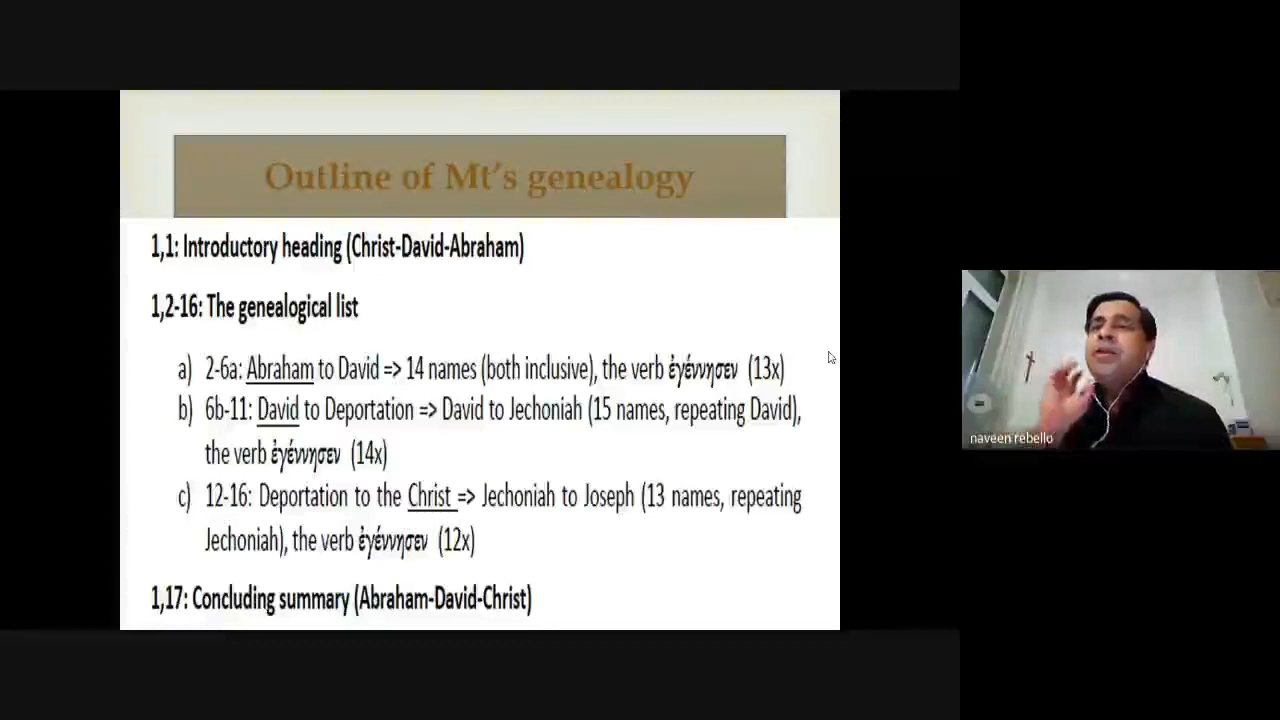 Outline of Mt's genealogy
1,1: Introductory heading (Christ-David-Abraham)
1,2-16: The genealogical list
a) 2-6a: Abraham to David => 14 names (both inclusive), the verb ἐγέννησεν (13x)
b) 6b-11: David to Deportation => David to Jechoniah (15 names, repeating David),
the verb ἐγέννησεν (14x)
c) 12-16: Deportation to the Christ => Jechoniah to Joseph (13 names, repeating
Jechoniah), the verb ἐγέννησεν (12x)
1,17: Concluding summary (Abraham-David-Christ)
naveen rebello